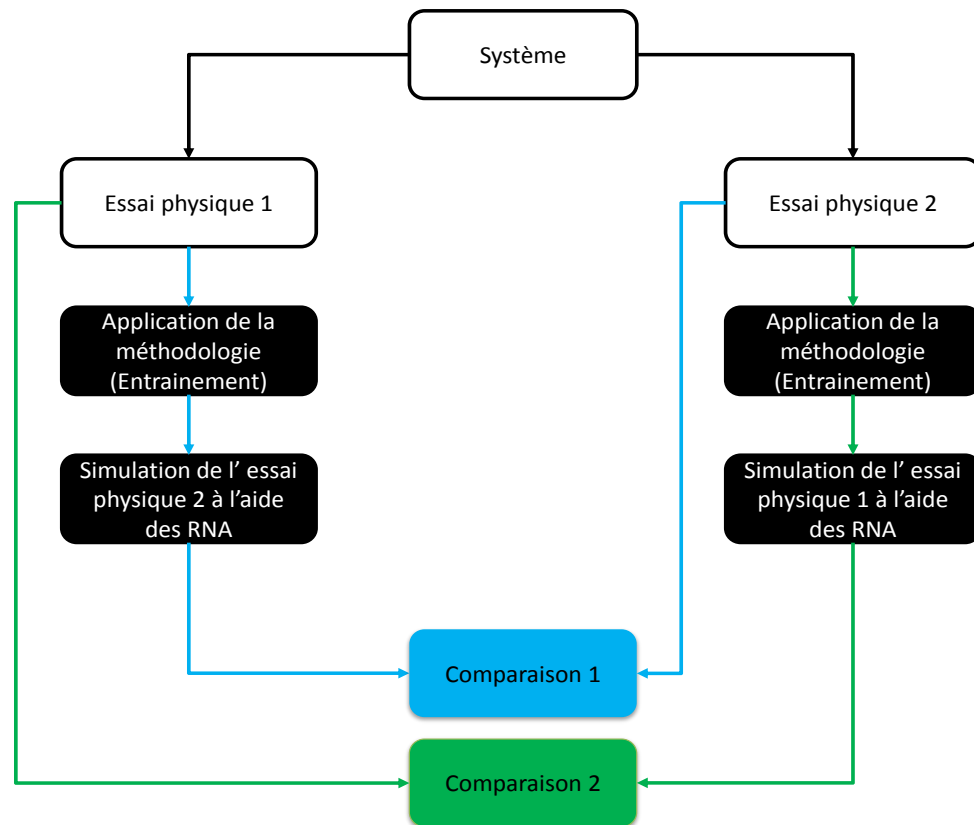 Système
Essai physique 1
Essai physique 2
Application de la
méthodologie
(Entrainement)
Application de la
méthodologie
(Entrainement)
Simulation de l’ essai
physique 2 à l’aide
des RNA
Simulation de l’ essai
physique 1 à l’aide
des RNA
Comparaison 1
Comparaison 2